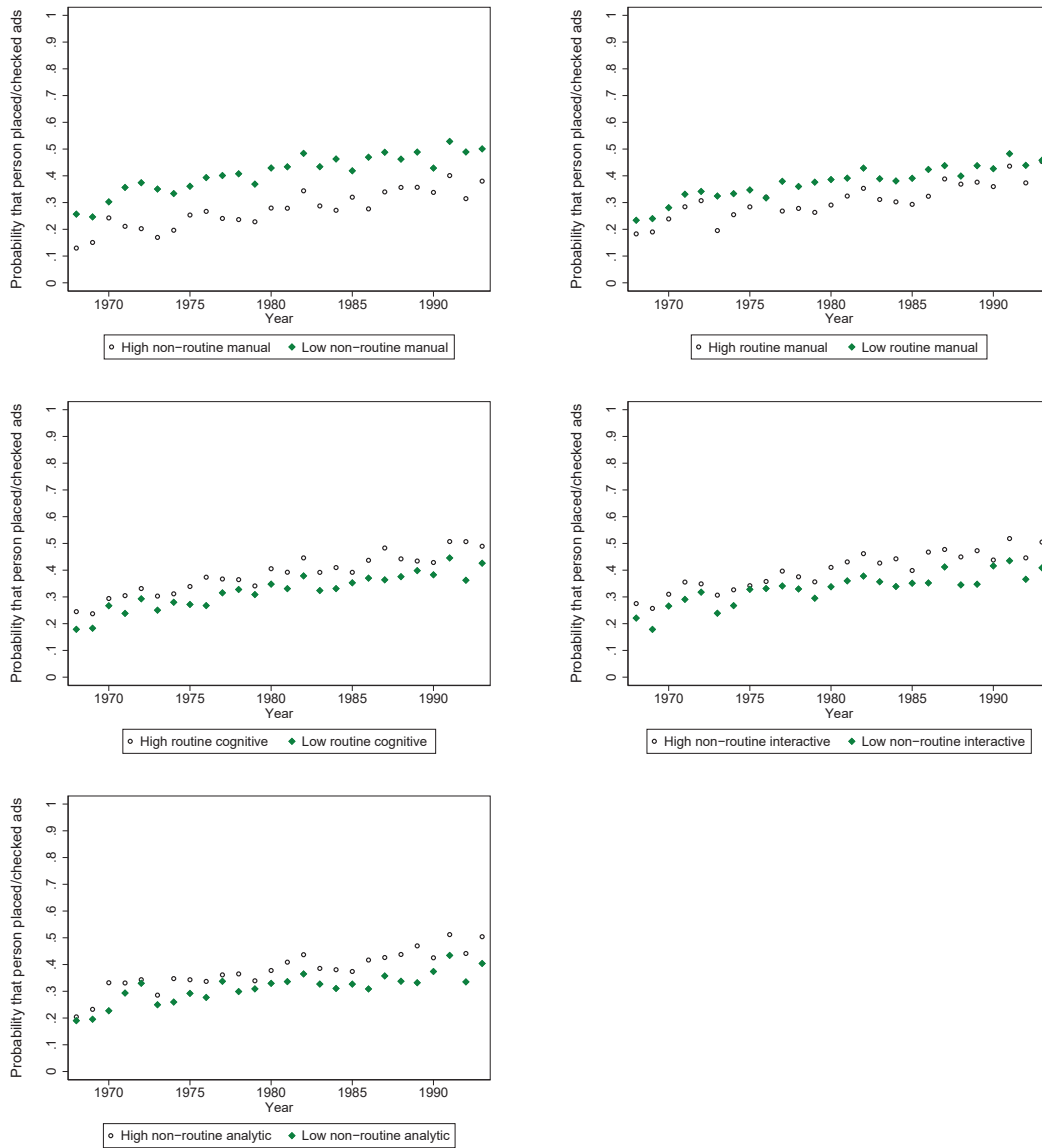 Probability that person placed/checked ads
0 .1 .2 .3 .4 .5 .6 .7 .8 .9 1
1970 1975 1980 1985 1990
Year
High non−routine manual Low non−routine manual
Probability that person placed/checked ads
0 .1 .2 .3 .4 .5 .6 .7 .8 .9 1
1970 1975 1980 1985 1990
Year
High routine manual Low routine manual
Probability that person placed/checked ads
0 .1 .2 .3 .4 .5 .6 .7 .8 .9 1
1970 1975 1980 1985 1990
Year
High routine cognitive Low routine cognitive
Probability that person placed/checked ads
0 .1 .2 .3 .4 .5 .6 .7 .8 .9 1
1970 1975 1980 1985 1990
Year
High non−routine interactive Low non−routine interactive
Probability that person placed/checked ads
0 .1 .2 .3 .4 .5 .6 .7 .8 .9 1
1970 1975 1980 1985 1990
Year
High non−routine analytic Low non−routine analytic